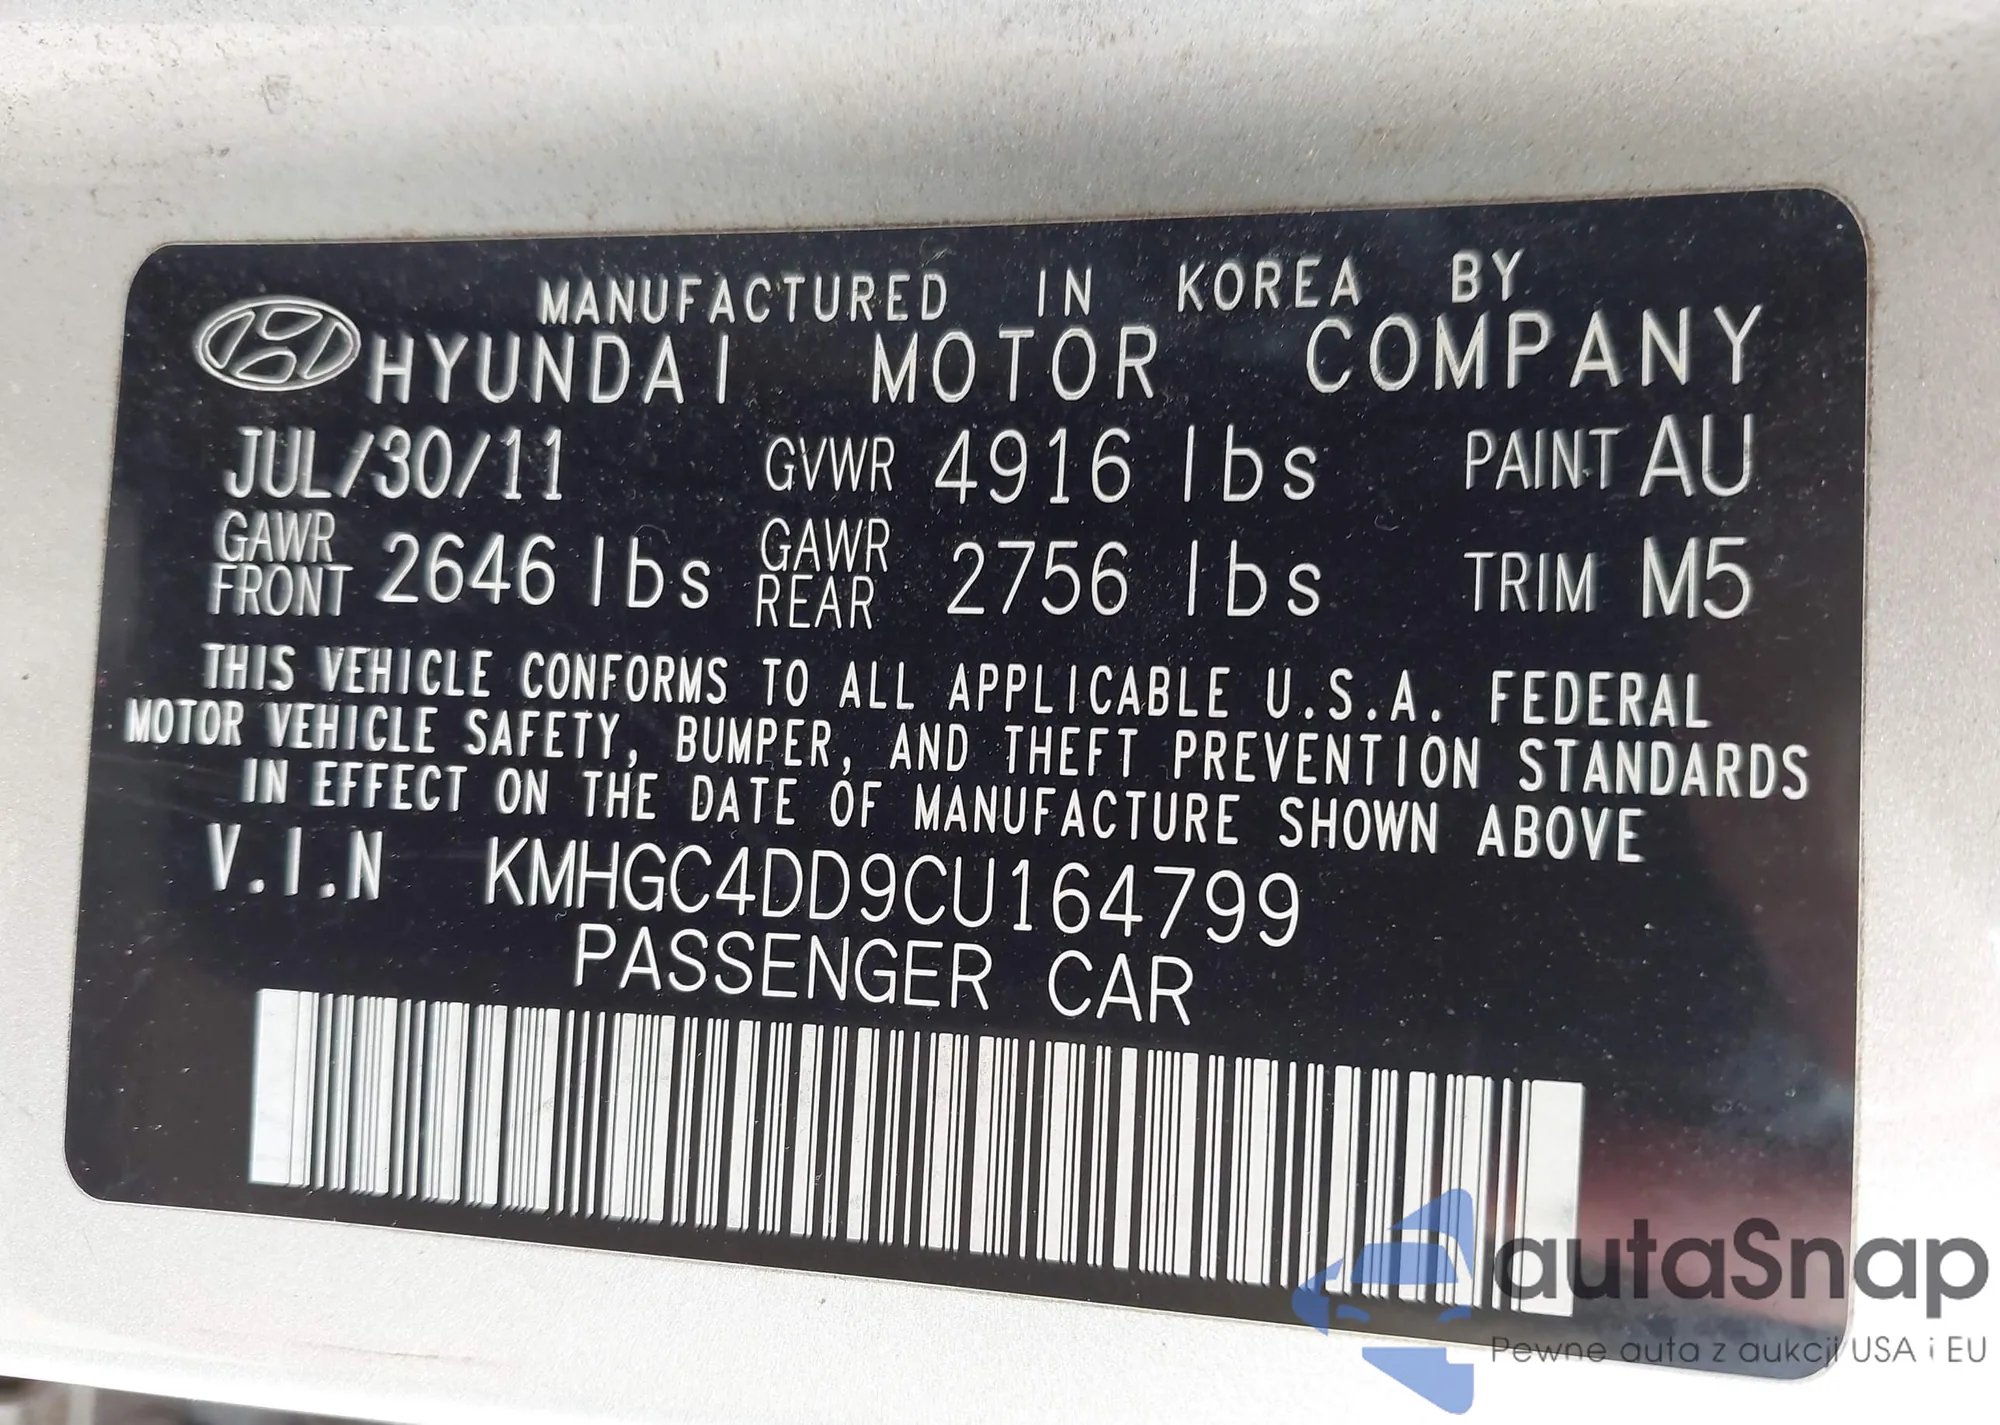 MANUFACTURED IN KOREA BY
HYUNDAI MOTOR COMPANY
JUL/30/11 GVWR 4916 lbs PAINT AU
GAWR FRONT 2646 lbs GAWR REAR 2756 lbs TRIM M5
THIS VEHICLE CONFORMS TO ALL APPLICABLE U.S.A. FEDERAL
MOTOR VEHICLE SAFETY, BUMPER, AND THEFT PREVENTION STANDARDS
IN EFFECT ON THE DATE OF MANUFACTURE SHOWN ABOVE
V.I.N KMHGC4DD9CU164799
PASSENGER CAR
autaSnap
Pewne auta z aukcji USA i EU